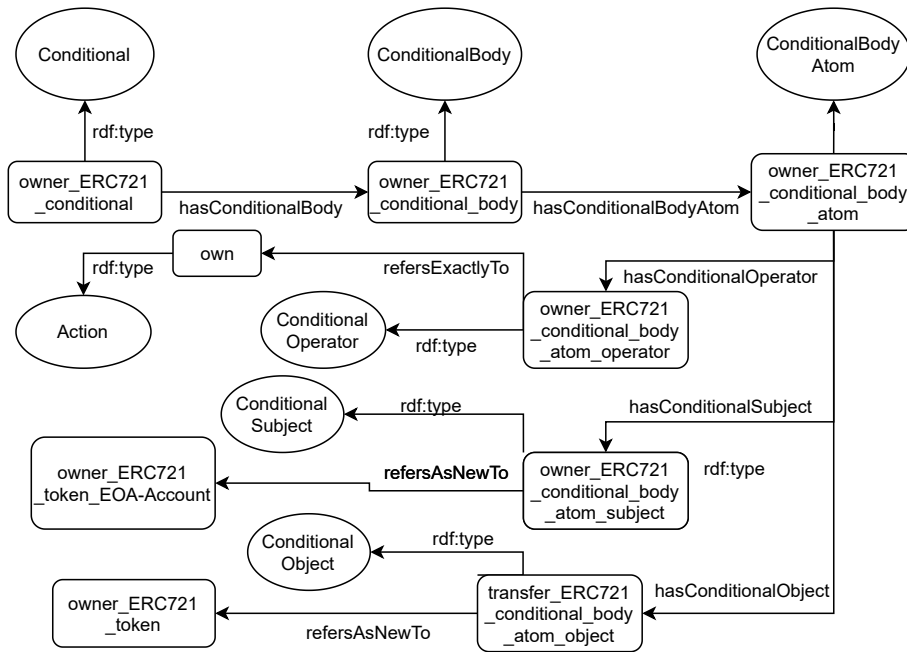 Conditional
ConditionalBody
ConditionalBody
Atom
rdf:type
rdf:type
owner_ERC721
_conditional
hasConditionalBody
owner_ERC721
_conditional_body
hasConditionalBodyAtom
owner_ERC721
_conditional_body
_atom
rdf:type
own
refersExactlyTo
hasConditionalOperator
Action
Conditional
Operator
rdf:type
owner_ERC721
_conditional_body
_atom_operator
Conditional
Subject
rdf:type
hasConditionalSubject
owner_ERC721
_token_EOA-Account
refersAsNewTo
owner_ERC721
_conditional_body
_atom_subject
rdf:type
Conditional
Object
rdf:type
owner_ERC721
_token
refersAsNewTo
transfer_ERC721
_conditional_body
_atom_object
hasConditionalObject